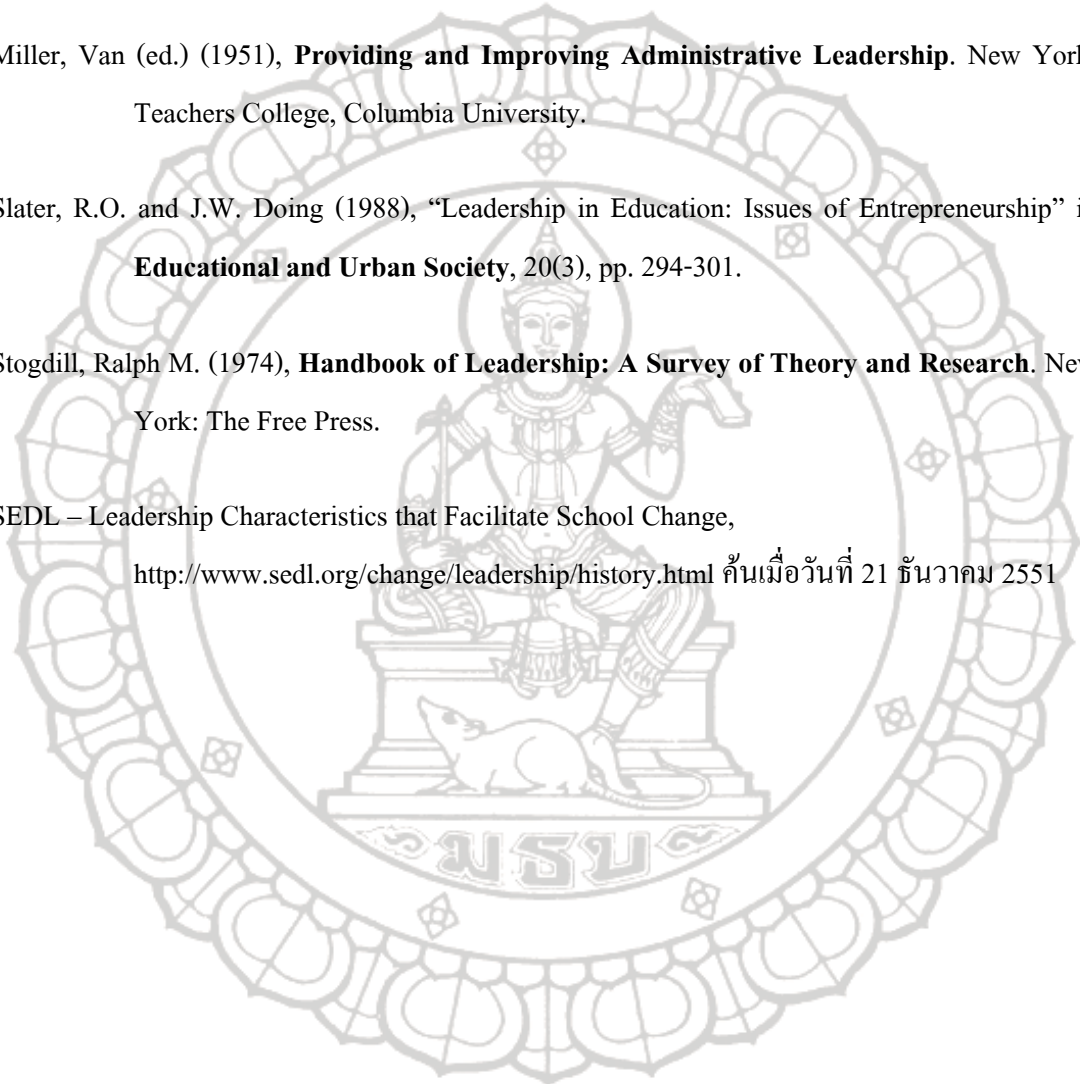 Miller, Van (ed.) (1951), Providing and Improving Administrative Leadership. New York
Teachers College, Columbia University.
Slater, R.O. and J.W. Doing (1988), “Leadership in Education: Issues of Entrepreneurship” i
Educational and Urban Society, 20(3), pp. 294-301.
Stogdill, Ralph M. (1974), Handbook of Leadership: A Survey of Theory and Research. New
York: The Free Press.
SEDL – Leadership Characteristics that Facilitate School Change,
http://www.sedl.org/change/leadership/history.html ค้นเมื่อวันที่ 21 ธันวาคม 2551
มธบ